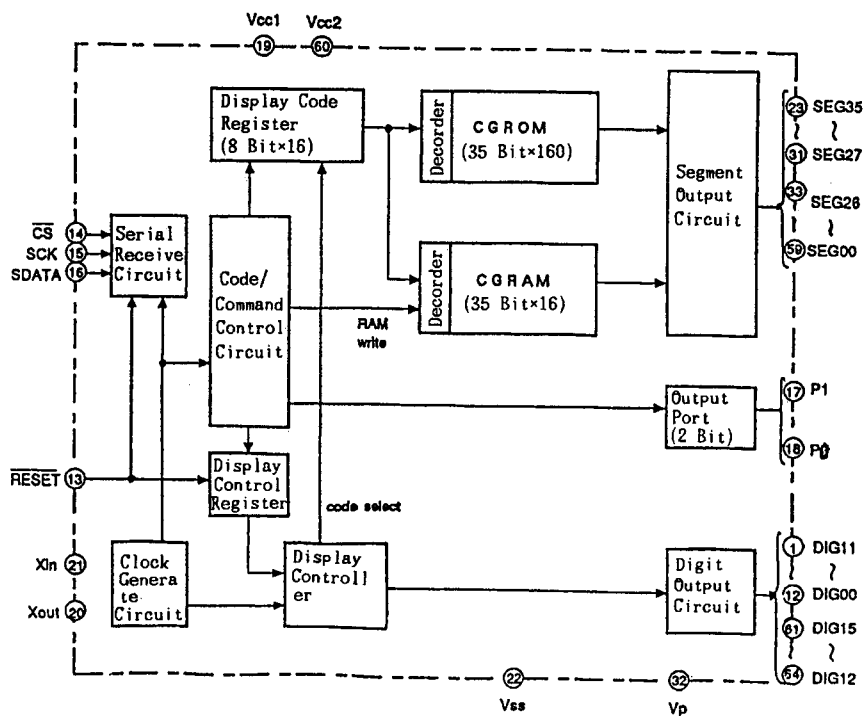 Vcc1 Vcc2
19 60
Display Code
Register
(8 Bit×16)
Decorder
CGROM
(35 Bit×160)
Segment
Output
Circuit
23 SEG35
31 SEG27
33 SEG26
59 SEG00
CS 14
SCK 15
SDATA 16
Serial
Receive
Circuit
Code/
Command
Control
Circuit
Decorder
CGRAM
(35 Bit×16)
RAM
write
Output
Port
(2 Bit)
17 P1
18
RESET 13
Display
Control
Register
code select
Xin 21
Xout 20
Clock
Genera
te
Circuit
Display
Controll
er
Digit
Output
Circuit
1 DIG11
12 DIG00
61 DIG15
64 DIG12
22 32
Vss Vp